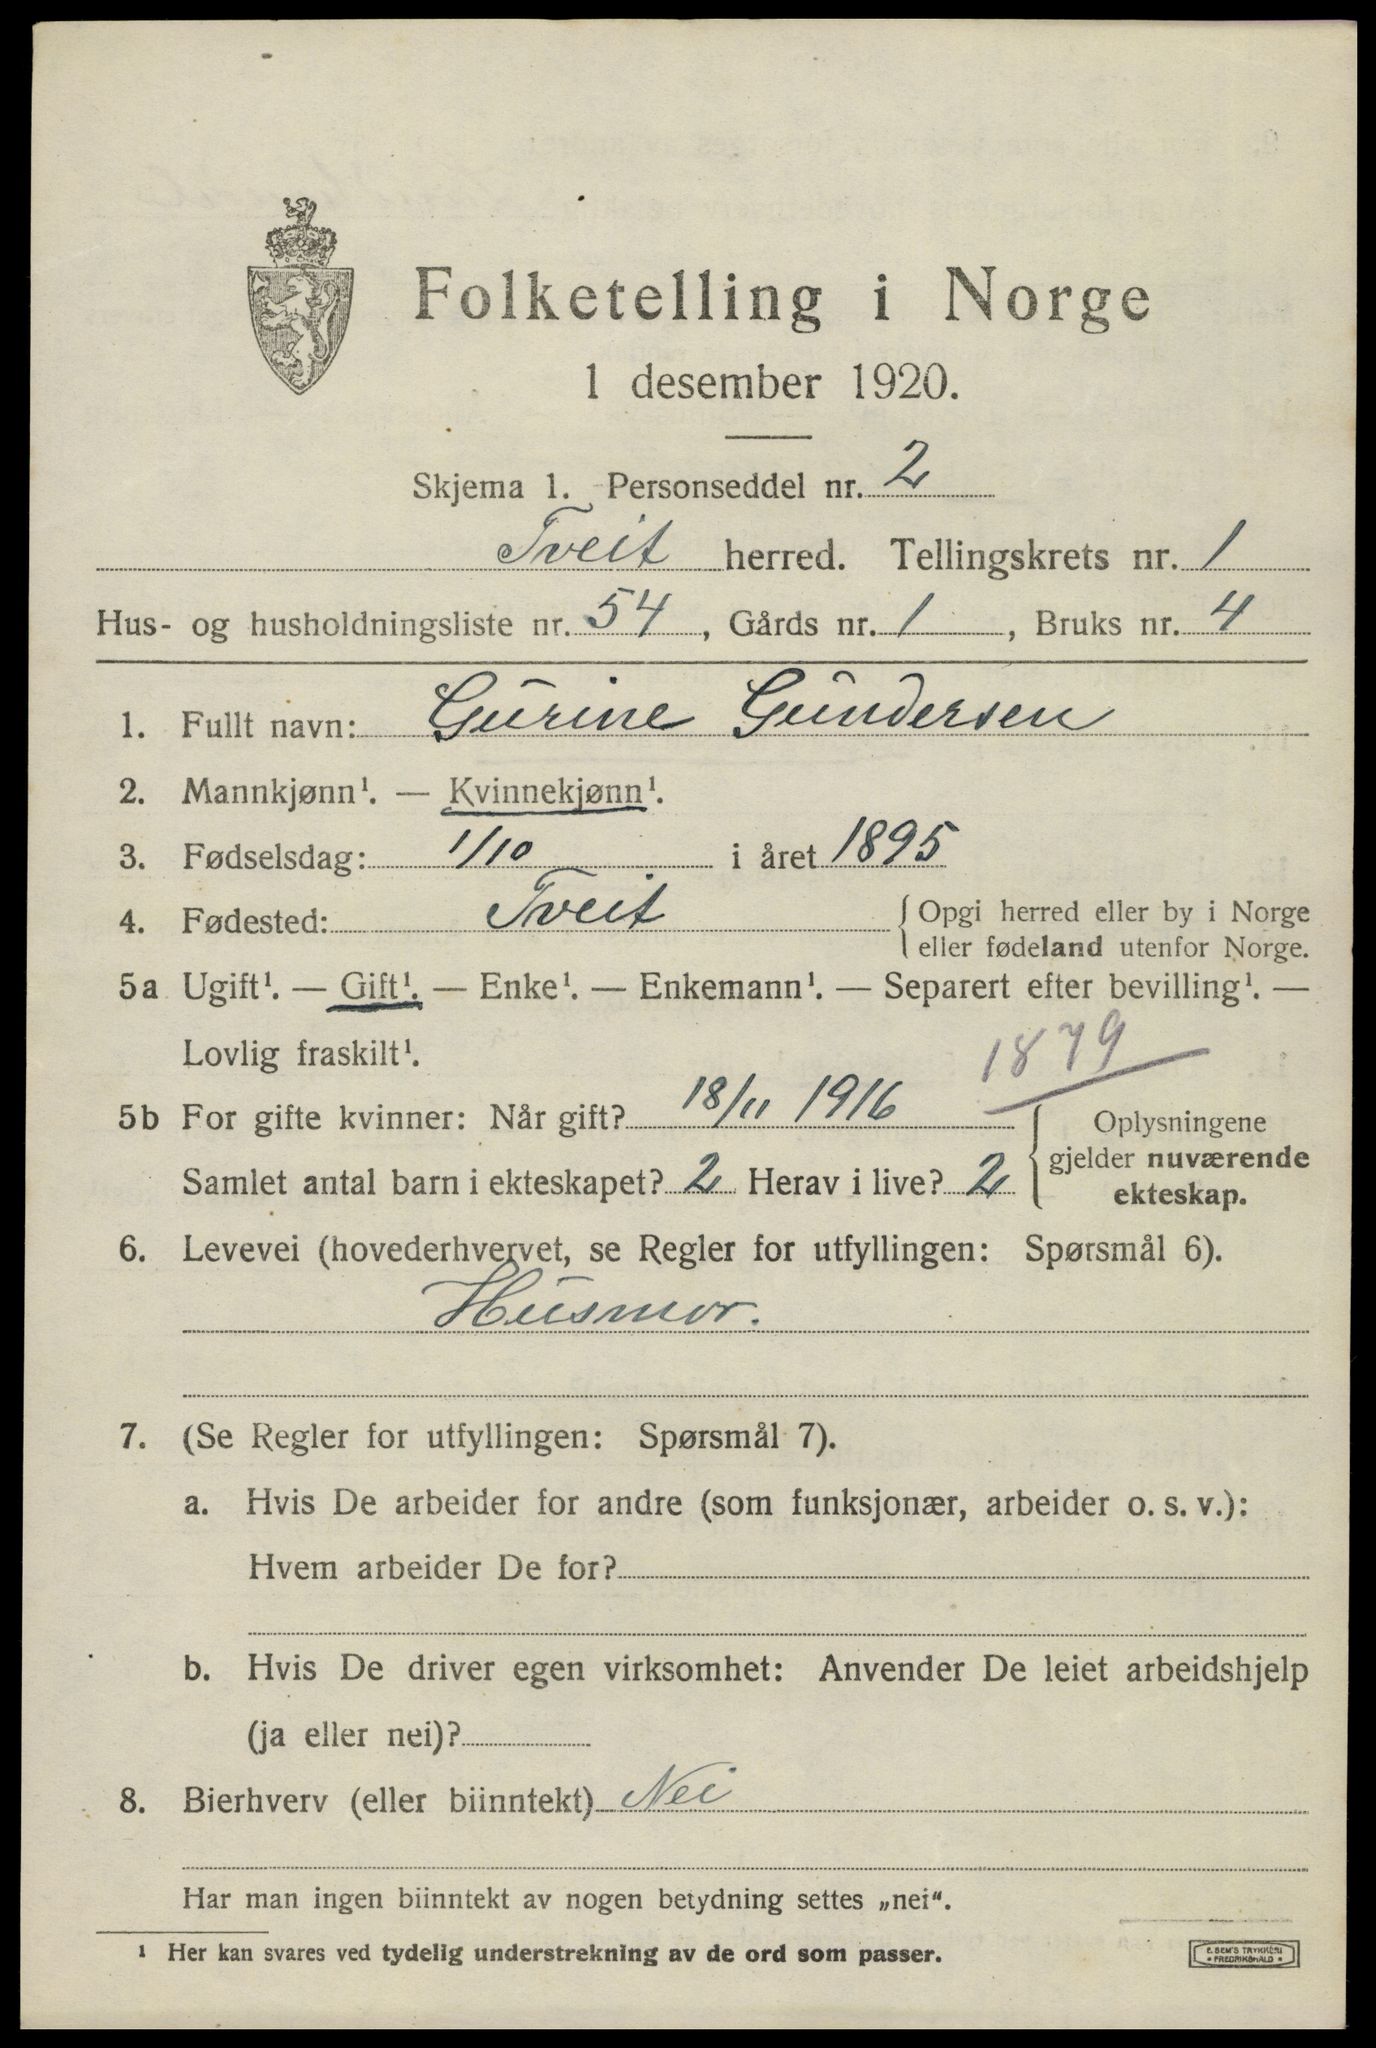 Folketelling i Norge
1 desember 1920.
Skjema 1. Personseddel nr. 2
Tveit herred. Tellingskrets nr. 1
Hus- og husholdningsliste nr. 54, Gårds nr. 1, Bruks nr. 4
1. Fullt navn: Gurine Gundersen
2. Mannkjønn¹. — Kvinnekjønn¹.
3. Fødselsdag: 1/10 i året 1895
4. Fødested: Tveit { Opgi herred eller by i Norge
eller fødeland utenfor Norge.
5a Ugift¹. — Gift¹. — Enke¹. — Enkemann¹. — Separert efter bevilling¹. —
Lovlig fraskilt¹.
1879
5b For gifte kvinner: Når gift? 18/11 1916 { Oplysningene
gjelder nuværende
Samlet antal barn i ekteskapet? 2 Herav i live? 2
ekteskap.
6. Levevei (hovederhvervet, se Regler for utfyllingen: Spørsmål 6).
Husmor.
7. (Se Regler for utfyllingen: Spørsmål 7).
a. Hvis De arbeider for andre (som funksjonær, arbeider o. s. v.):
Hvem arbeider De for?
b. Hvis De driver egen virksomhet: Anvender De leiet arbeidshjelp
(ja eller nei)?
8. Bierhverv (eller biinntekt) Nei
Har man ingen biinntekt av nogen betydning settes „nei“.
¹ Her kan svares ved tydelig understrekning av de ord som passer.
E. SEM'S TRYKKERI
FREDRIKSHALD